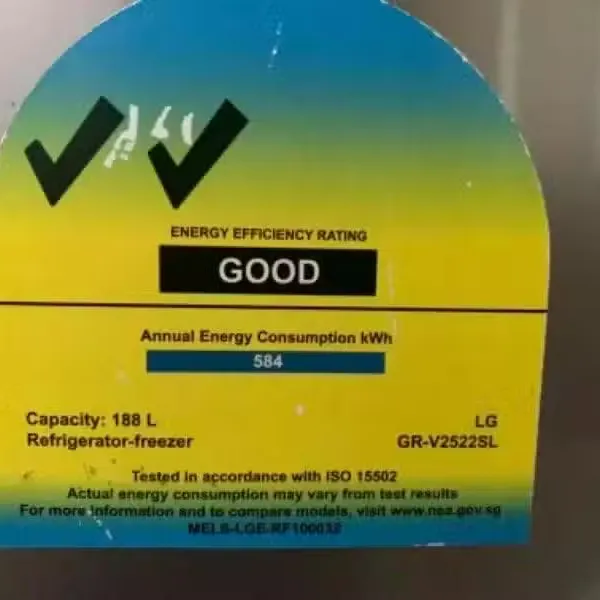 ENERGY EFFICIENCY RATING
GOOD
Annual Energy Consumption kWh
584
Capacity: 188 L
LG
Refrigerator-freezer
GR-V2522SL
Tested in accordance with ISO 15502
Actual energy consumption may vary from test results
For more information and to compare models, visit www.nea.gov.sg
MELS-LGE-RF100032